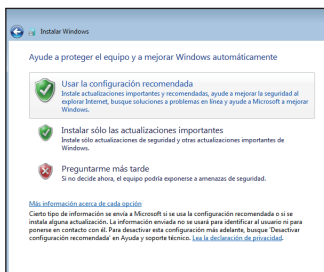 Instalar Windows
Ayude a proteger el equipo y a mejorar Windows automáticamente
Usar la configuración recomendada
Instale actualizaciones importantes y recomendadas, ayude a mejorar la seguridad al
explorar Internet, busque soluciones a problemas en línea y ayude a Microsoft a mejorar
Windows.
Instalar sólo las actualizaciones importantes
Instale sólo actualizaciones de seguridad y otras actualizaciones importantes de
Windows.
Preguntarme más tarde
Si no decide ahora, el equipo podría exponerse a amenazas de seguridad.
Más información acerca de cada opción
Cierto tipo de información se envía a Microsoft si se usa la configuración recomendada o si se
instala alguna actualización. La información enviada no se usará para identificar al usuario ni para
ponerse en contacto con él. Para desactivar esta configuración más adelante, busque 'Desactivar
configuración recomendada' en Ayuda y soporte técnico. Lea la declaración de privacidad.